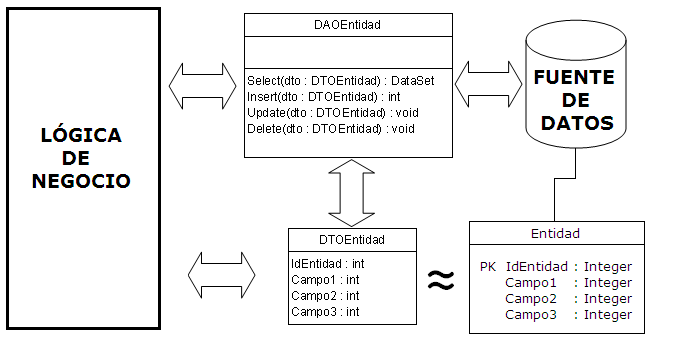 LÓGICA
DE
NEGOCIO
DAOEntidad
Select(dto : DTOEntidad) : DataSet
Insert(dto : DTOEntidad) : int
Update(dto : DTOEntidad) : void
Delete(dto : DTOEntidad) : void
FUENTE
DE
DATOS
DTOEntidad
IdEntidad : int
Campo1 : int
Campo2 : int
Campo3 : int
≈
Entidad
PK IdEntidad : Integer
Campo1 : Integer
Campo2 : Integer
Campo3 : Integer